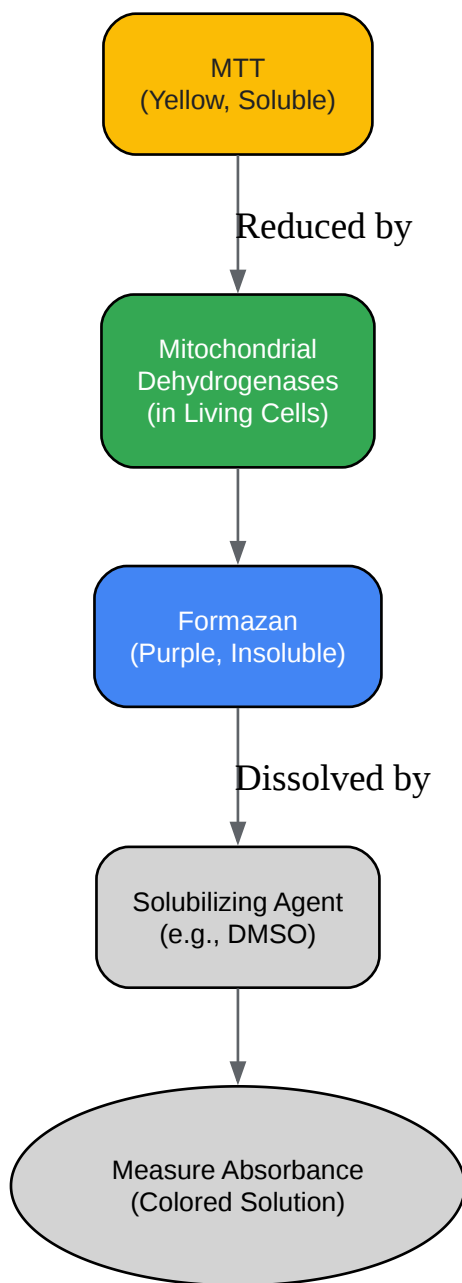 MTT
(Yellow, Soluble)
Reduced by
Mitochondrial
Dehydrogenases
(in Living Cells)
Formazan
(Purple, Insoluble)
Dissolved by
Solubilizing Agent
(e.g., DMSO)
Measure Absorbance
(Colored Solution)